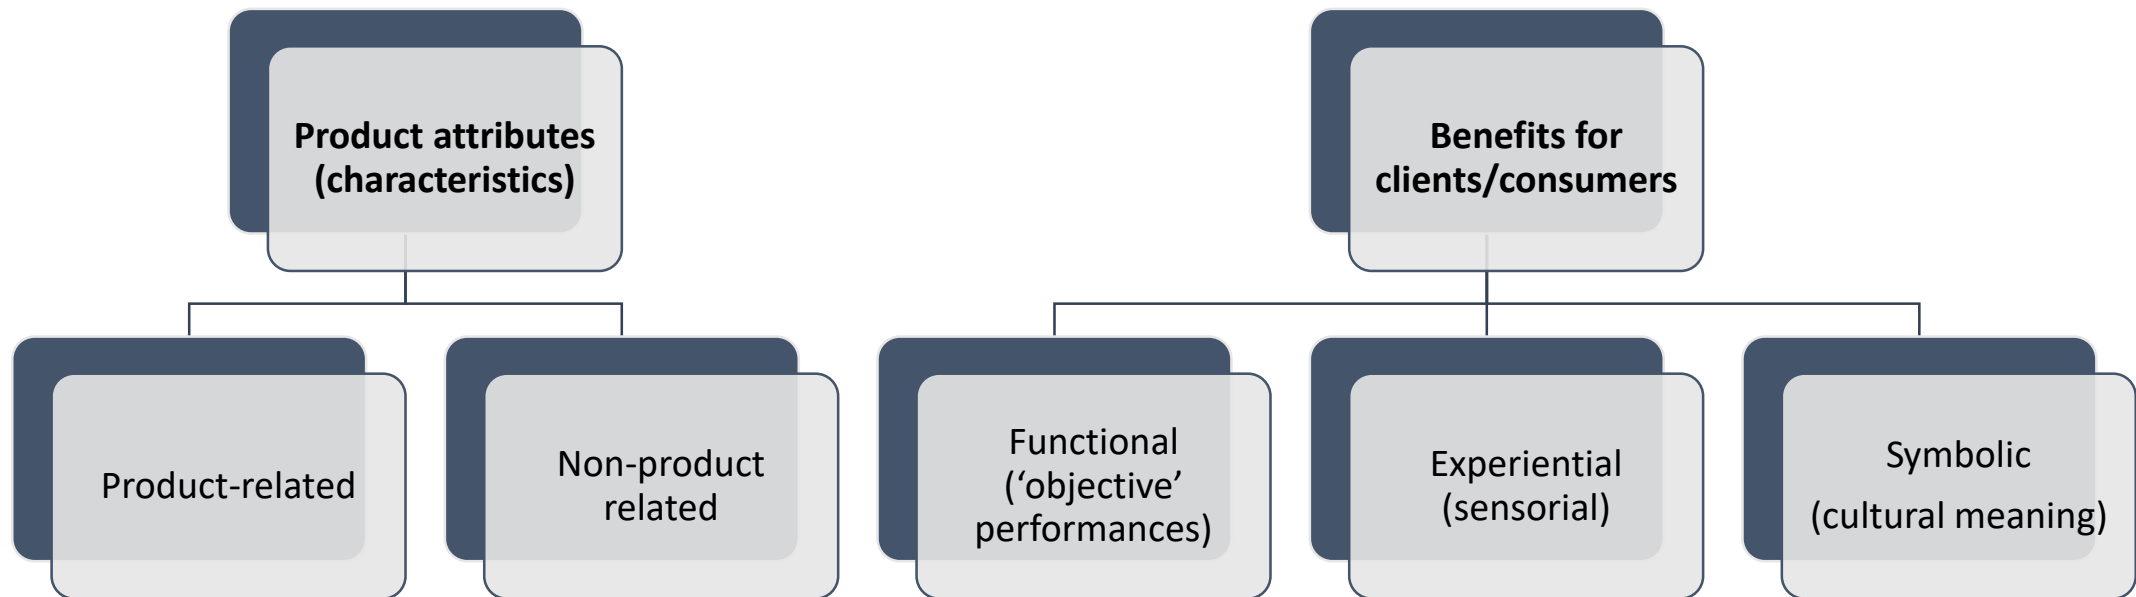 Product attributes
(characteristics)
Benefits for
clients/consumers
Product-related
Non-product
related
Functional
(‘objective’
performances)
Experiential
(sensorial)
Symbolic
(cultural meaning)